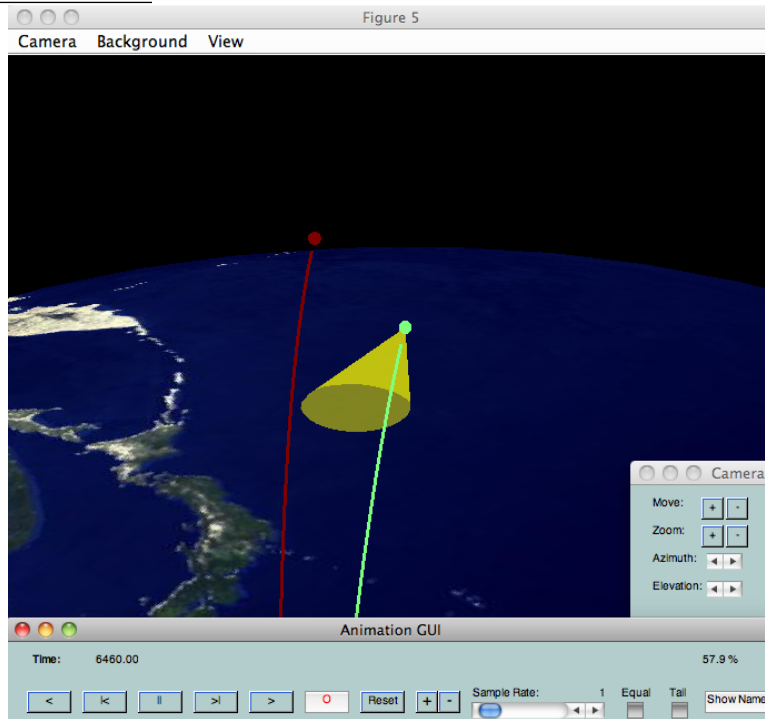 Figure 5
Camera Background View
Camera
Move: + -
Zoom: + -
Azimuth:
Elevation:
Animation GUI
Time: 6460.00 57.9 %
< |< || >| > O Reset + - Sample Rate: 1 Equal Tail Show Name